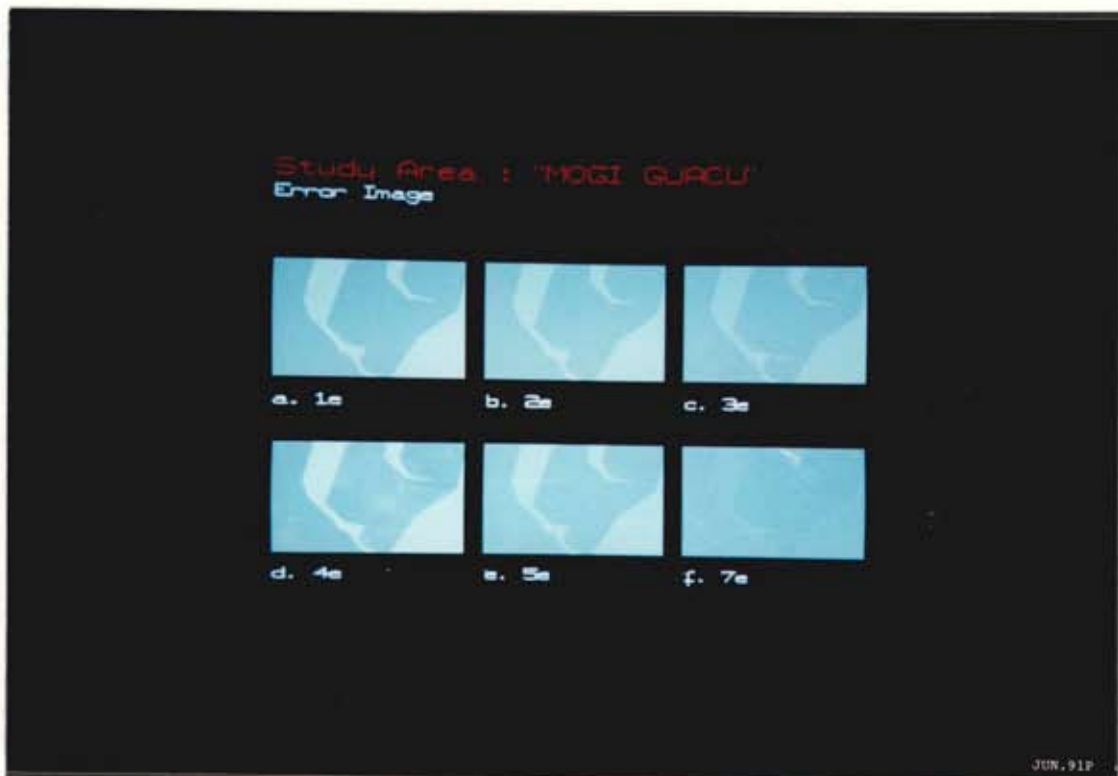 Study Area : "MOGI GUACU"
Error Image
a. 1e
b. 2e
c. 3e
d. 4e
e. 5e
f. 7e
JUN.91P